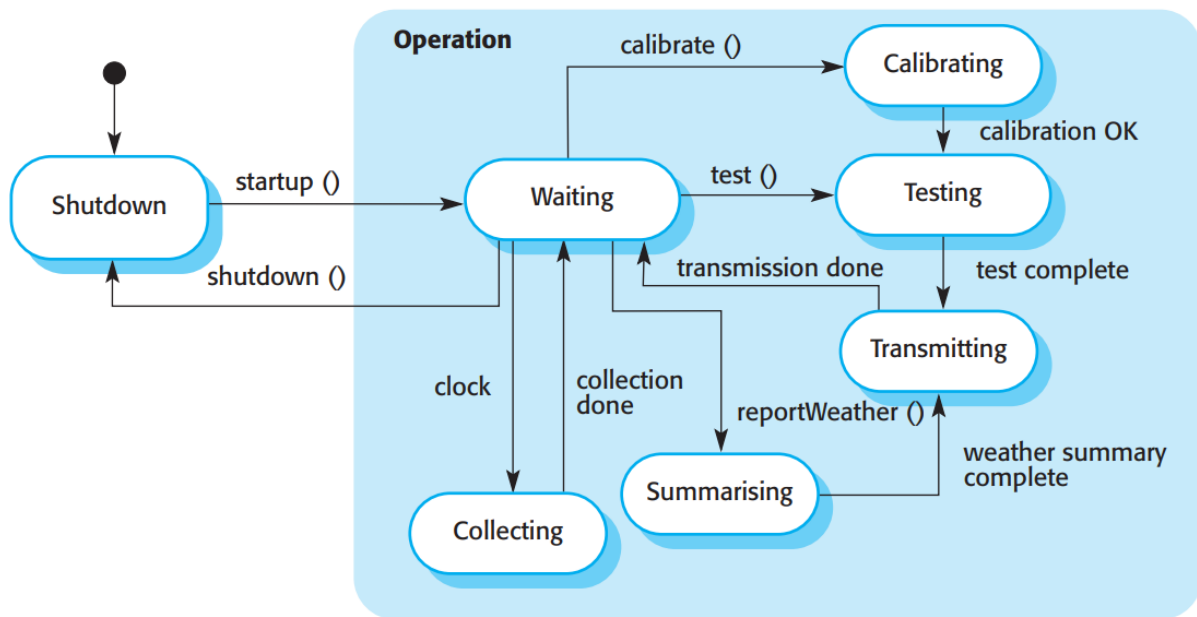 Operation
calibrate ()
Calibrating
calibration OK
Shutdown
startup ()
Waiting
test ()
Testing
shutdown ()
transmission done
test complete
Transmitting
clock
collection
done
reportWeather ()
weather summary
complete
Summarising
Collecting